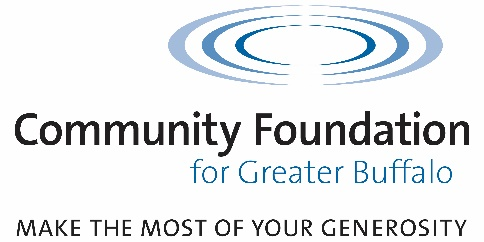 Community Foundation
for Greater Buffalo
MAKE THE MOST OF YOUR GENEROSITY